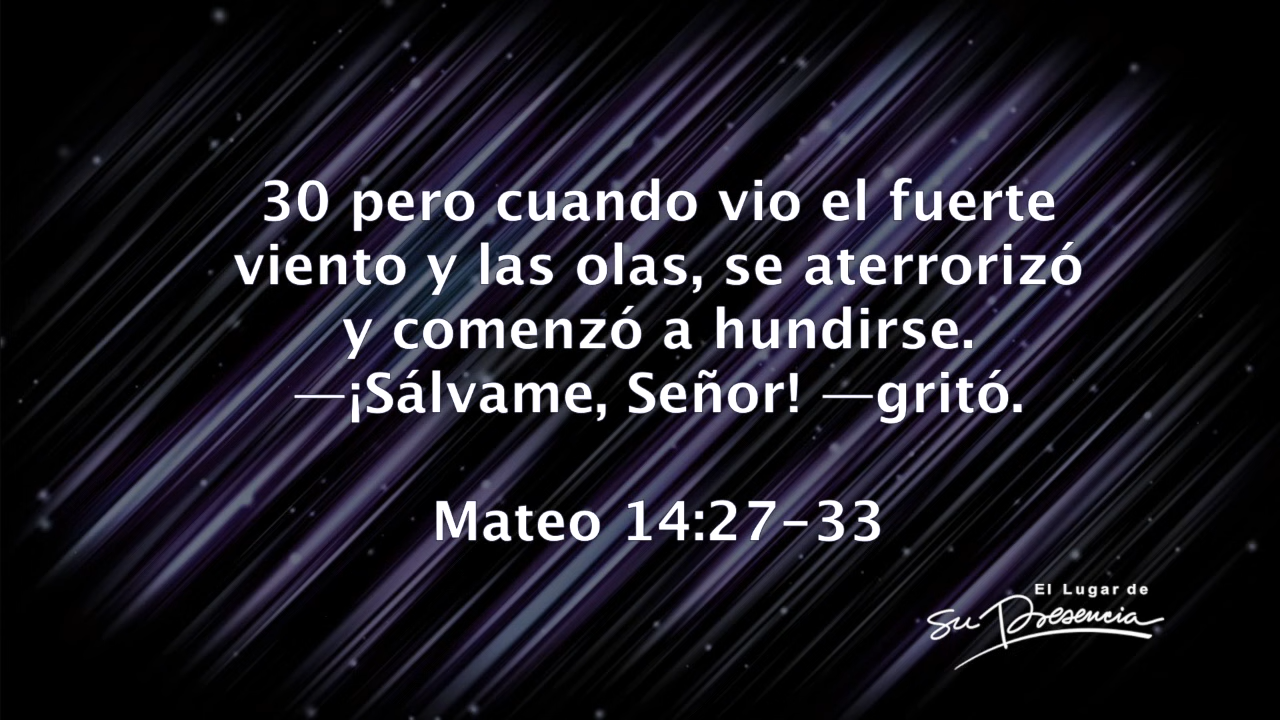 30 pero cuando vio el fuerte
viento y las olas, se aterrorizó
y comenzó a hundirse.
—¡Sálvame, Señor! —gritó.
Mateo 14:27-33
El Lugar de
Su Presencia